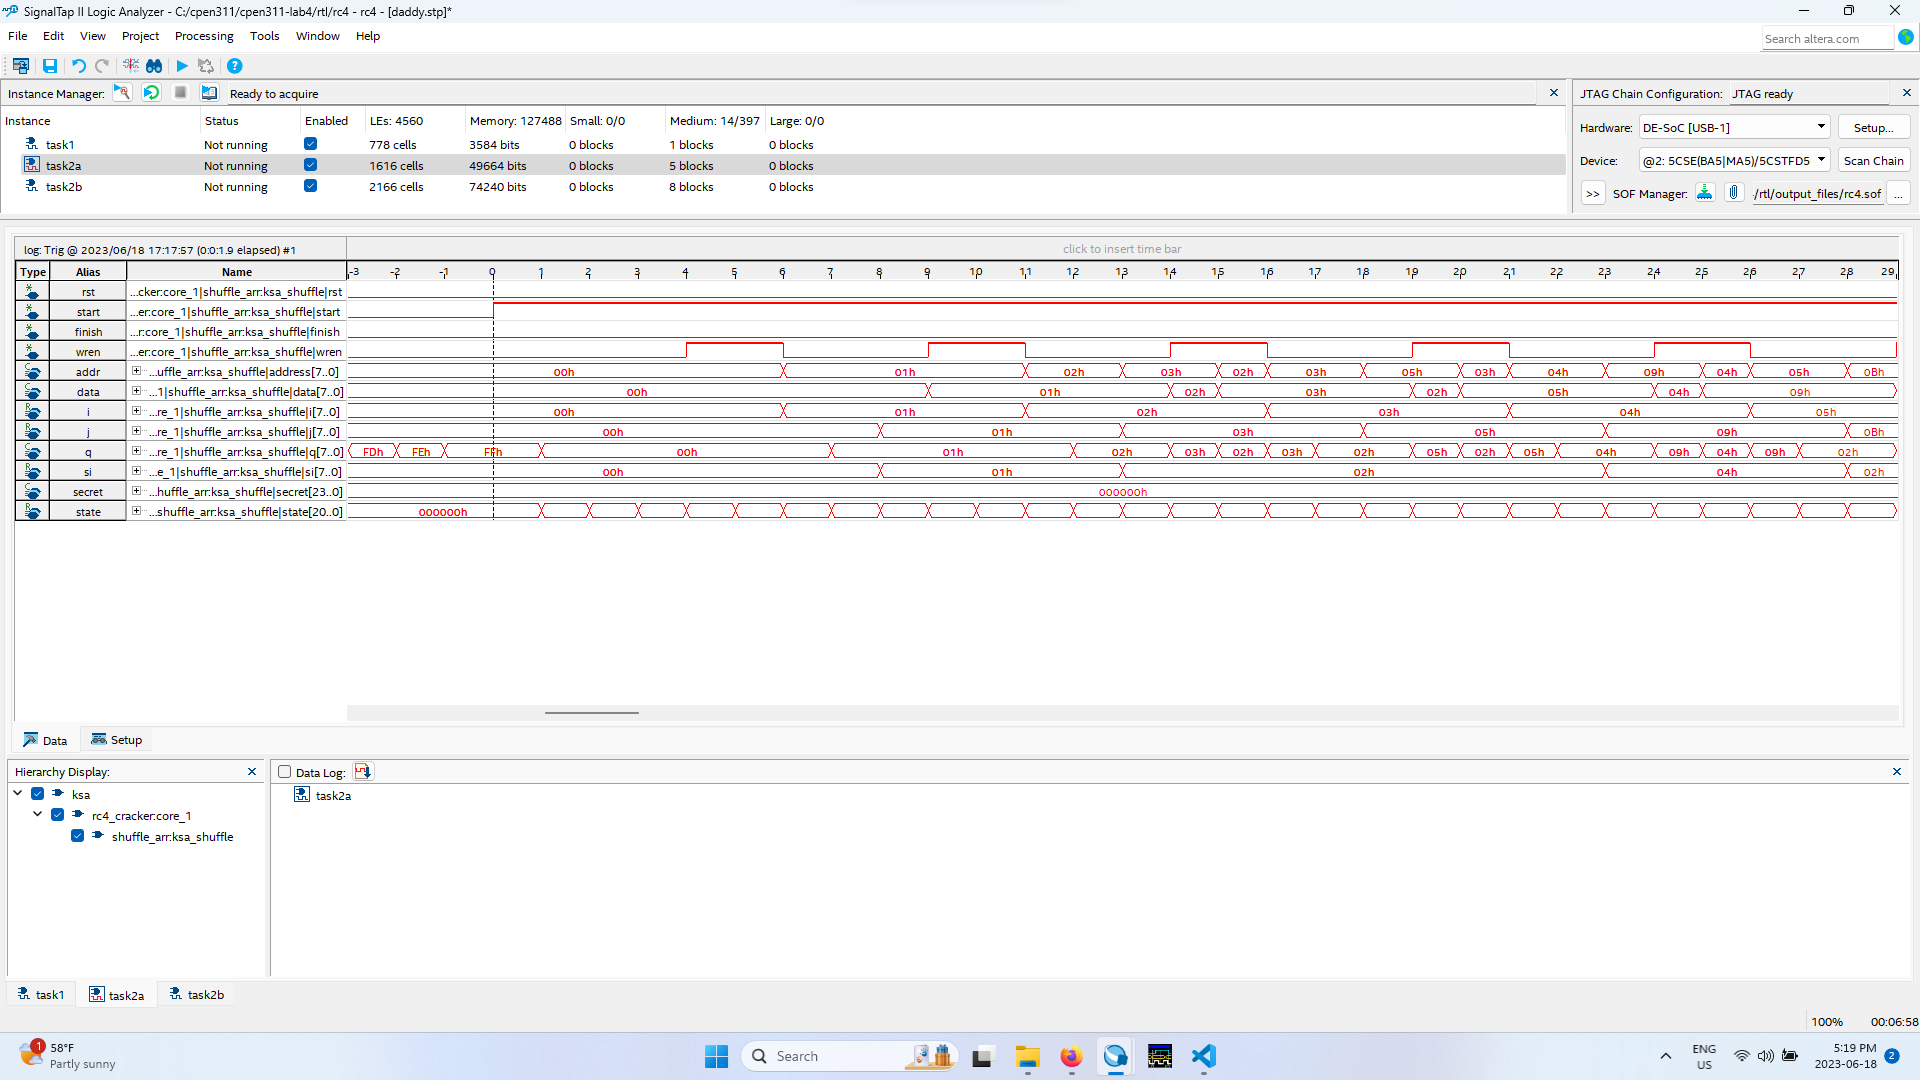 SignalTap II Logic Analyzer - C:/cpen311/cpen311-lab4/rtl/rc4 - rc4 - [daddy.stp]*
File Edit View Project Processing Tools Window Help
Search altera.com
Instance Manager: Ready to acquire
Instance Status Enabled LEs: 4560 Memory: 127488 Small: 0/0 Medium: 14/397 Large: 0/0
task1 Not running 778 cells 3584 bits 0 blocks 1 blocks 0 blocks
task2a Not running 1616 cells 49664 bits 0 blocks 5 blocks 0 blocks
task2b Not running 2166 cells 74240 bits 0 blocks 8 blocks 0 blocks
JTAG Chain Configuration: JTAG ready
Hardware: DE-SoC [USB-1] Setup...
Device: @2: 5CSE(BA5|MA5)/5CSTFD5 Scan Chain
>> SOF Manager: /rtl/output_files/rc4.sof ...
log: Trig @ 2023/06/18 17:17:57 (0:0:1.9 elapsed) #1 click to insert time bar
Type Alias Name -3 -2 -1 0 1 2 3 4 5 6 7 8 9 10 11 12 13 14 15 16 17 18 19 20 21 22 23 24 25 26 27 28 29
rst ...cker:core_1|shuffle_arr:ksa_shuffle|rst
start ...er:core_1|shuffle_arr:ksa_shuffle|start
finish ...r:core_1|shuffle_arr:ksa_shuffle|finish
wren ...er:core_1|shuffle_arr:ksa_shuffle|wren
addr ...uffle_arr:ksa_shuffle|address[7..0] 00h 01h 02h 03h 02h 03h 05h 03h 04h 09h 04h 05h 0Bh
data ...1|shuffle_arr:ksa_shuffle|data[7..0] 00h 01h 02h 03h 02h 05h 04h 09h
i ...re_1|shuffle_arr:ksa_shuffle|i[7..0] 00h 01h 02h 03h 04h 05h
j ...re_1|shuffle_arr:ksa_shuffle|j[7..0] 00h 01h 03h 05h 09h 0Bh
q ...re_1|shuffle_arr:ksa_shuffle|q[7..0] FDh FEh FFh 00h 01h 02h 03h 02h 03h 02h 05h 02h 05h 04h 09h 04h 09h 02h
si ...e_1|shuffle_arr:ksa_shuffle|si[7..0] 00h 01h 02h 04h 02h
secret ...huffle_arr:ksa_shuffle|secret[23..0] 000000h
state ...shuffle_arr:ksa_shuffle|state[20..0] 000000h
Data Setup
Hierarchy Display:
ksa
rc4_cracker:core_1
shuffle_arr:ksa_shuffle
Data Log:
task2a
task1 task2a task2b
100% 00:06:58
1
58°F
Partly sunny
Search
ENG
US
5:19 PM
2023-06-18
2